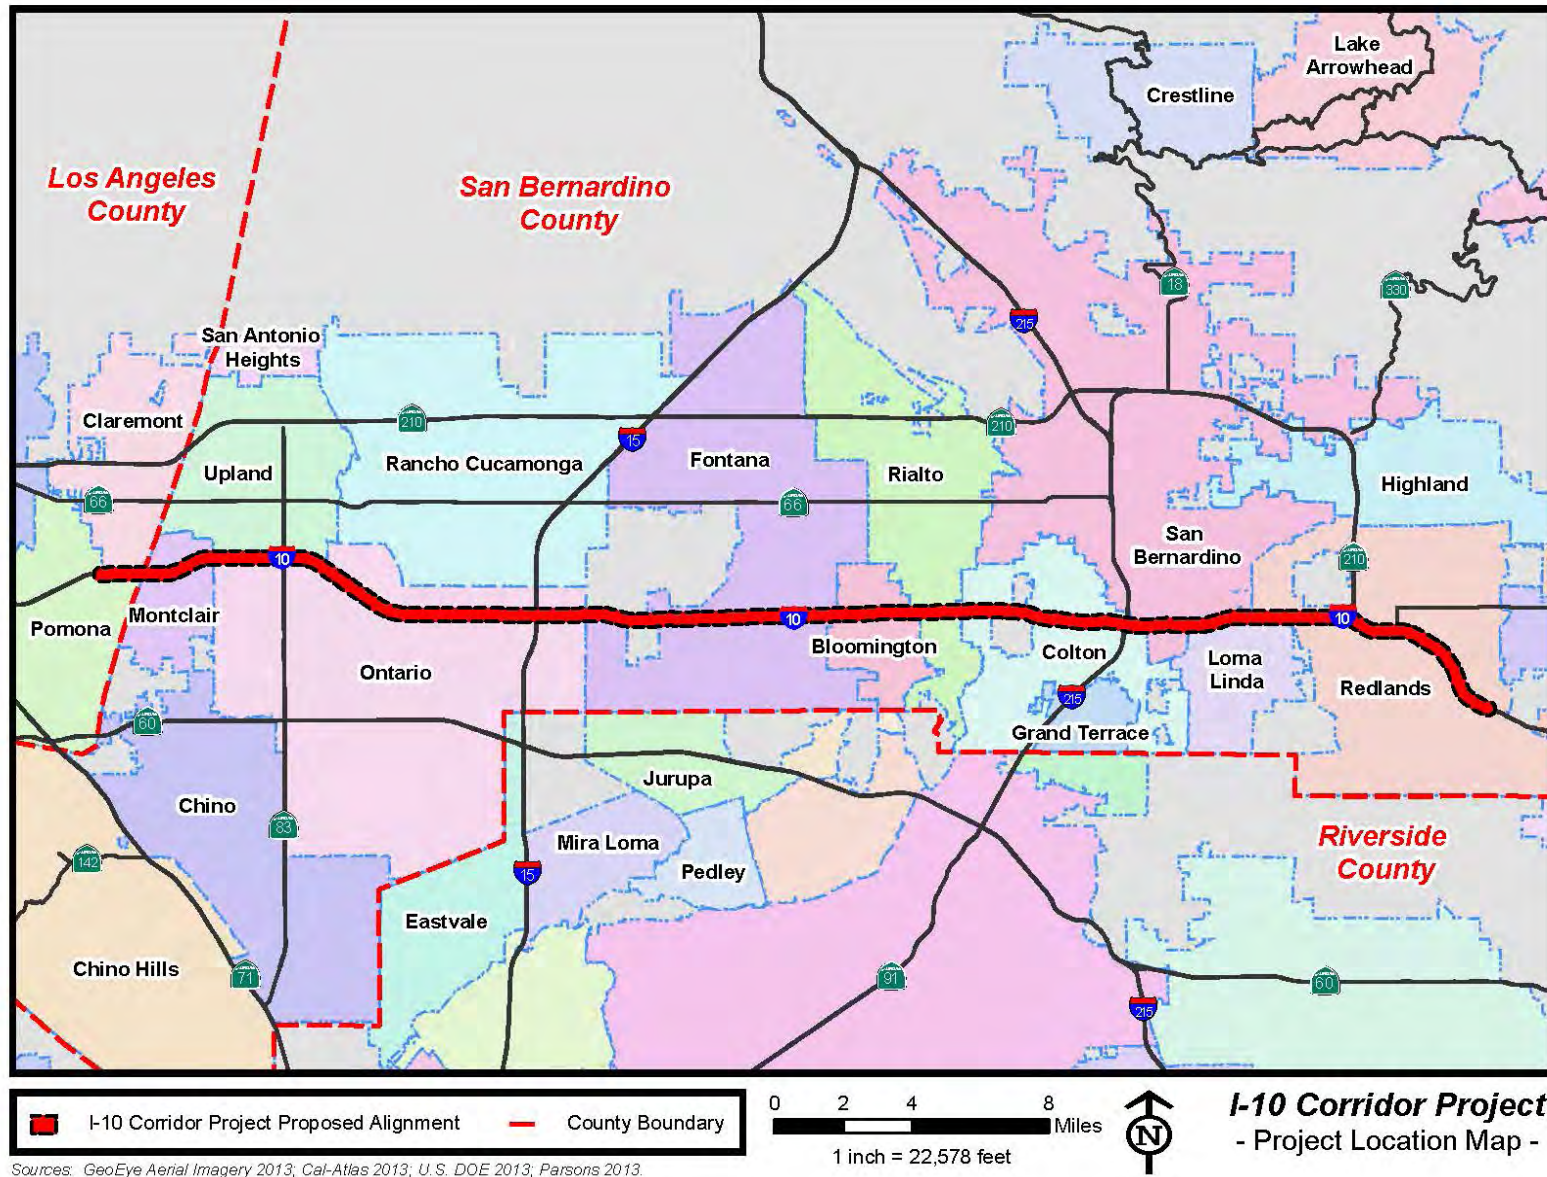 Lake
Arrowhead
Crestline
Los Angeles
County
San Bernardino
County
18
330
215
San Antonio
Heights
Claremont
210
15
210
Upland
Rancho Cucamonga
Fontana
Rialto
Highland
66
66
San
Bernardino
10
210
Montclair
Pomona
10
10
Bloomington
Colton
Loma
Linda
Ontario
Redlands
215
60
Grand Terrace
Jurupa
Chino
83
Mira Loma
Riverside
County
142
15
Pedley
Eastvale
Chino Hills
71
91
60
215
I-10 Corridor Project Proposed Alignment
County Boundary
0 2 4 8
Miles
1 inch = 22,578 feet
N
I-10 Corridor Project
- Project Location Map -
Sources: GeoEye Aerial Imagery 2013; Cal-Atlas 2013; U.S. DOE 2013; Parsons 2013.